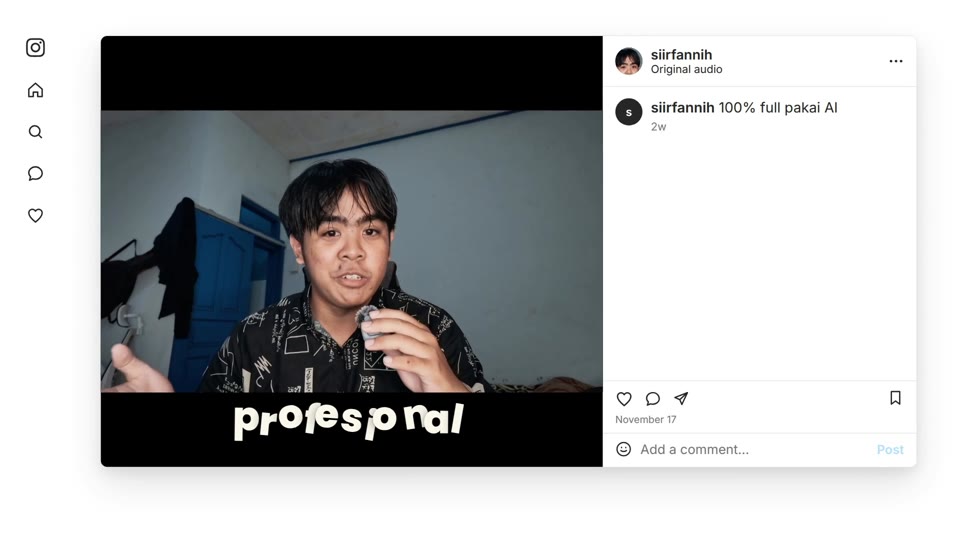 siirfannih
Original audio
s
siirfannih 100% full pakai AI
2w
profesional
November 17
Add a comment...
Post